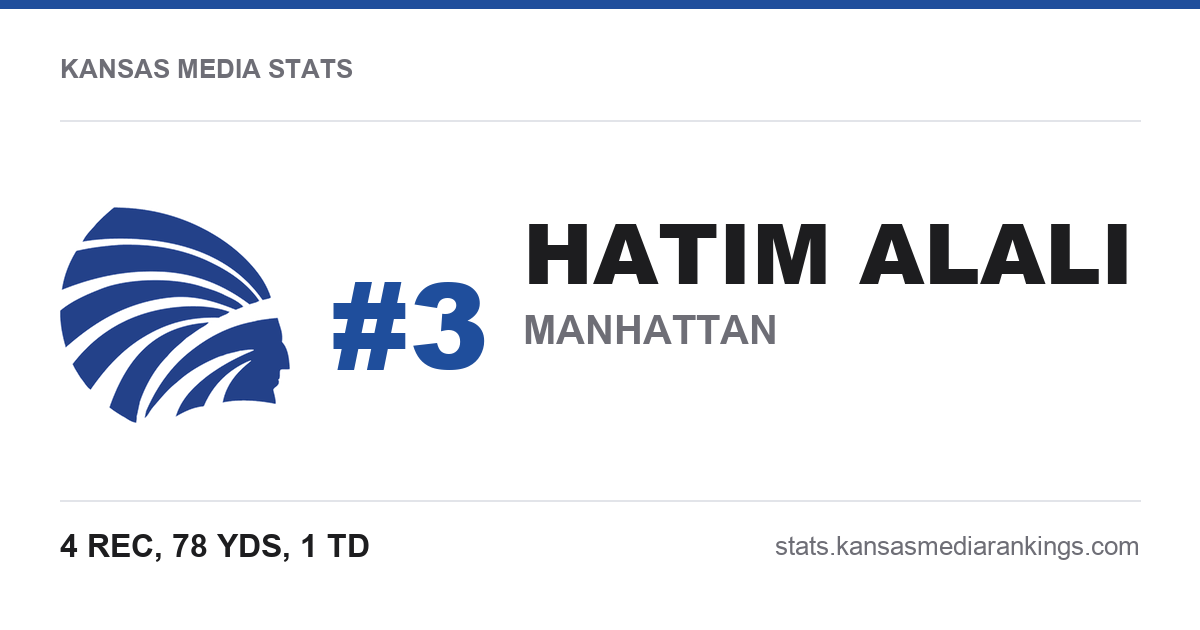 KANSAS MEDIA STATS
#3
HATIM ALALI
MANHATTAN
4 REC, 78 YDS, 1 TD
stats.kansasmediarankings.com